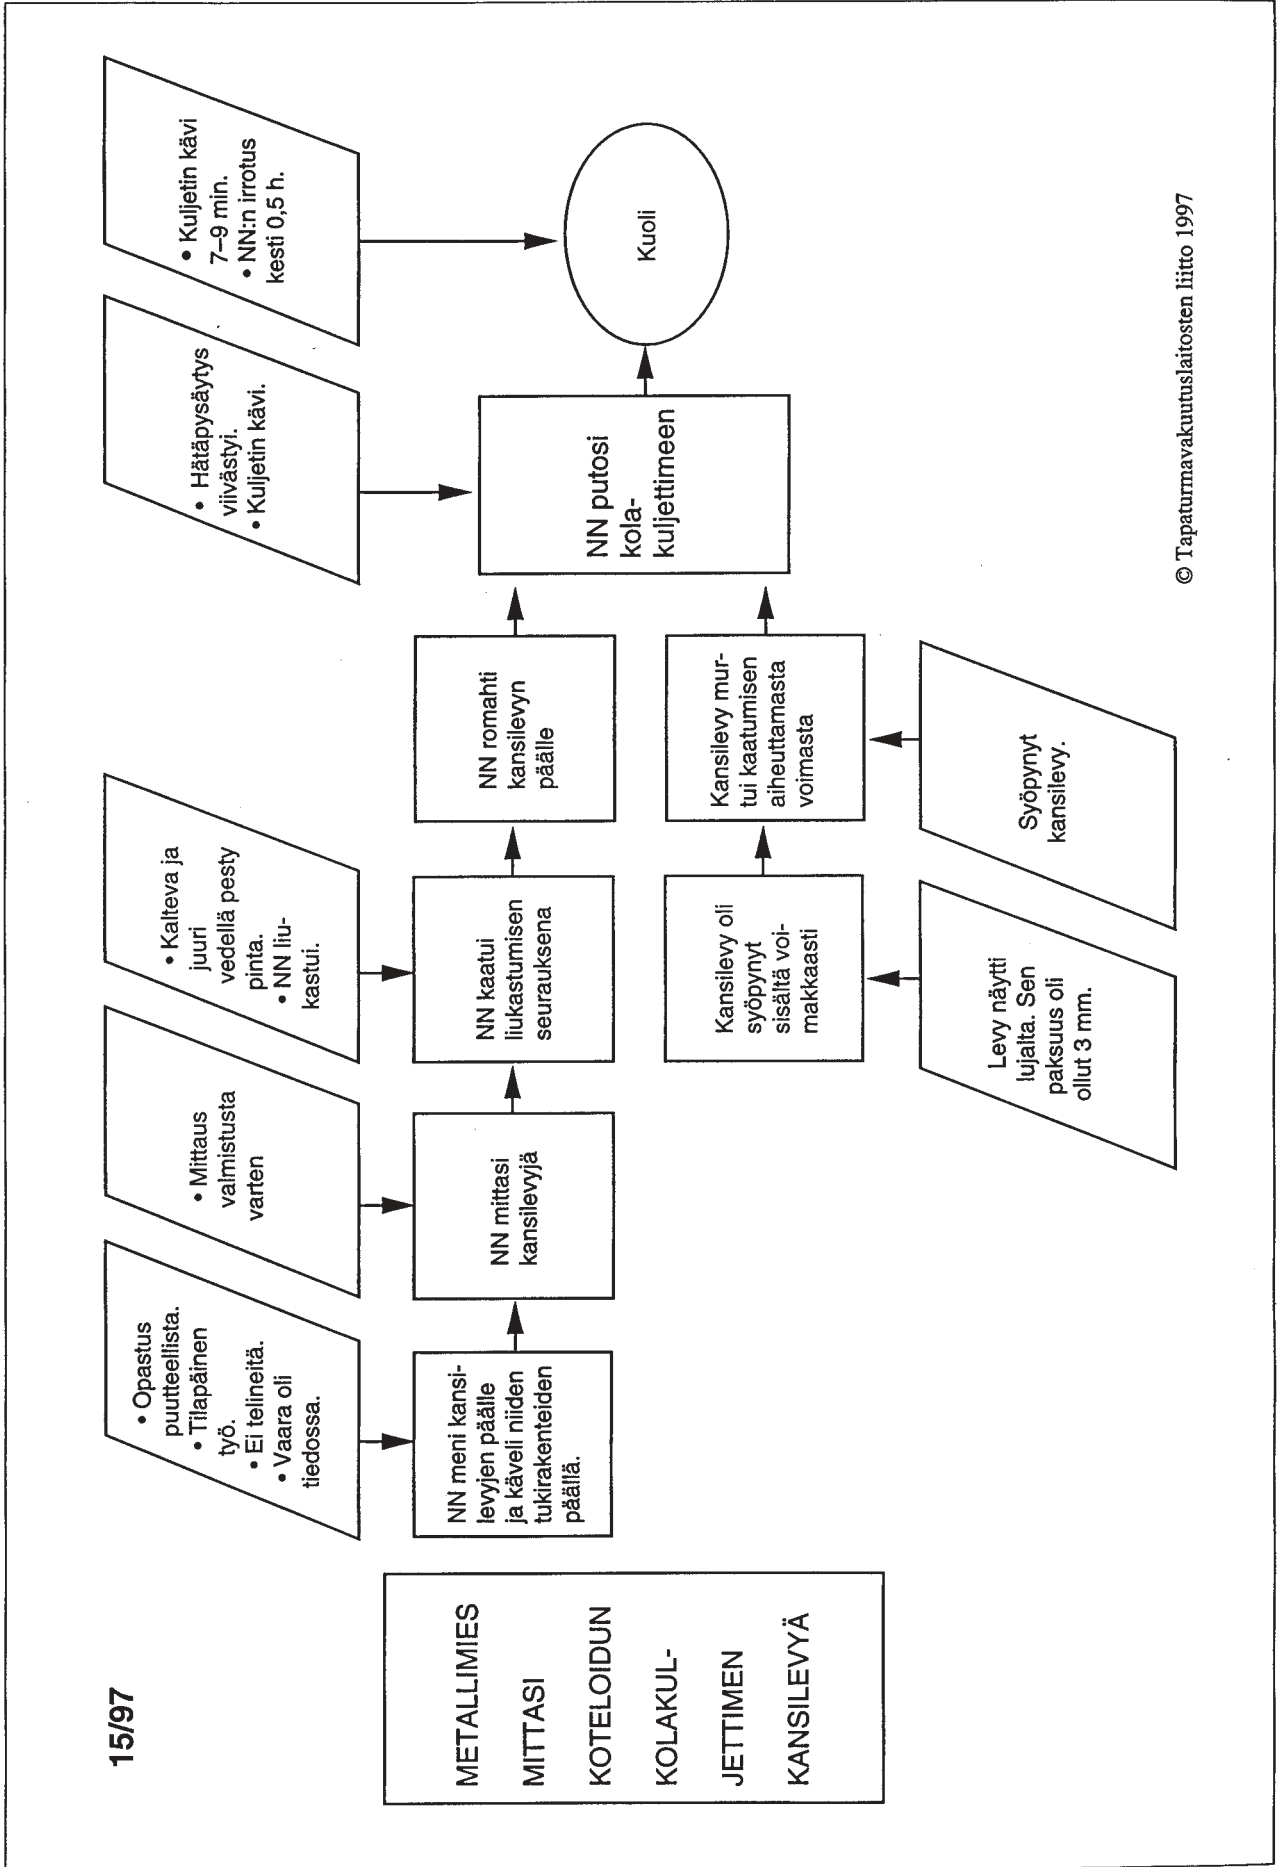 15/97
METALLIMIES
MITTASI
KOTELOIDUN
KOLAKUL-
JETTIMEN
KANSILEVYÄ
• Opastus
puutteellista.
• Tilapäinen
työ.
• Ei telineitä.
• Vaara oli
tiedossa.
NN meni kansi-
levyjen päälle
ja käveli niiden
tukirakenteiden
päällä.
• Mittaus
valmistusta
varten
NN mittasi
kansilevyjä
• Kalteva ja
juuri
vedellä pesty
pinta.
• NN liu-
kastui.
NN kaatui
liukastumisen
seurauksena
NN romahti
kansilevyn
päälle
Kansilevy oli
syöpynyt
sisältä voi-
makkaasti
Levy näytti
lujalta. Sen
paksuus oli
ollut 3 mm.
Kansilevy mur-
tui kaatumisen
aiheuttamasta
voimasta
Syöpynyt
kansilevy.
• Hätäpysäytys
viivästyi.
• Kuljetin kävi.
NN putosi
kola-
kuljettimeen
• Kuljetin kävi
7–9 min.
• NN:n irrotus
kesti 0,5 h.
Kuoli
© Tapaturmavakuutuslaitosten liitto 1997